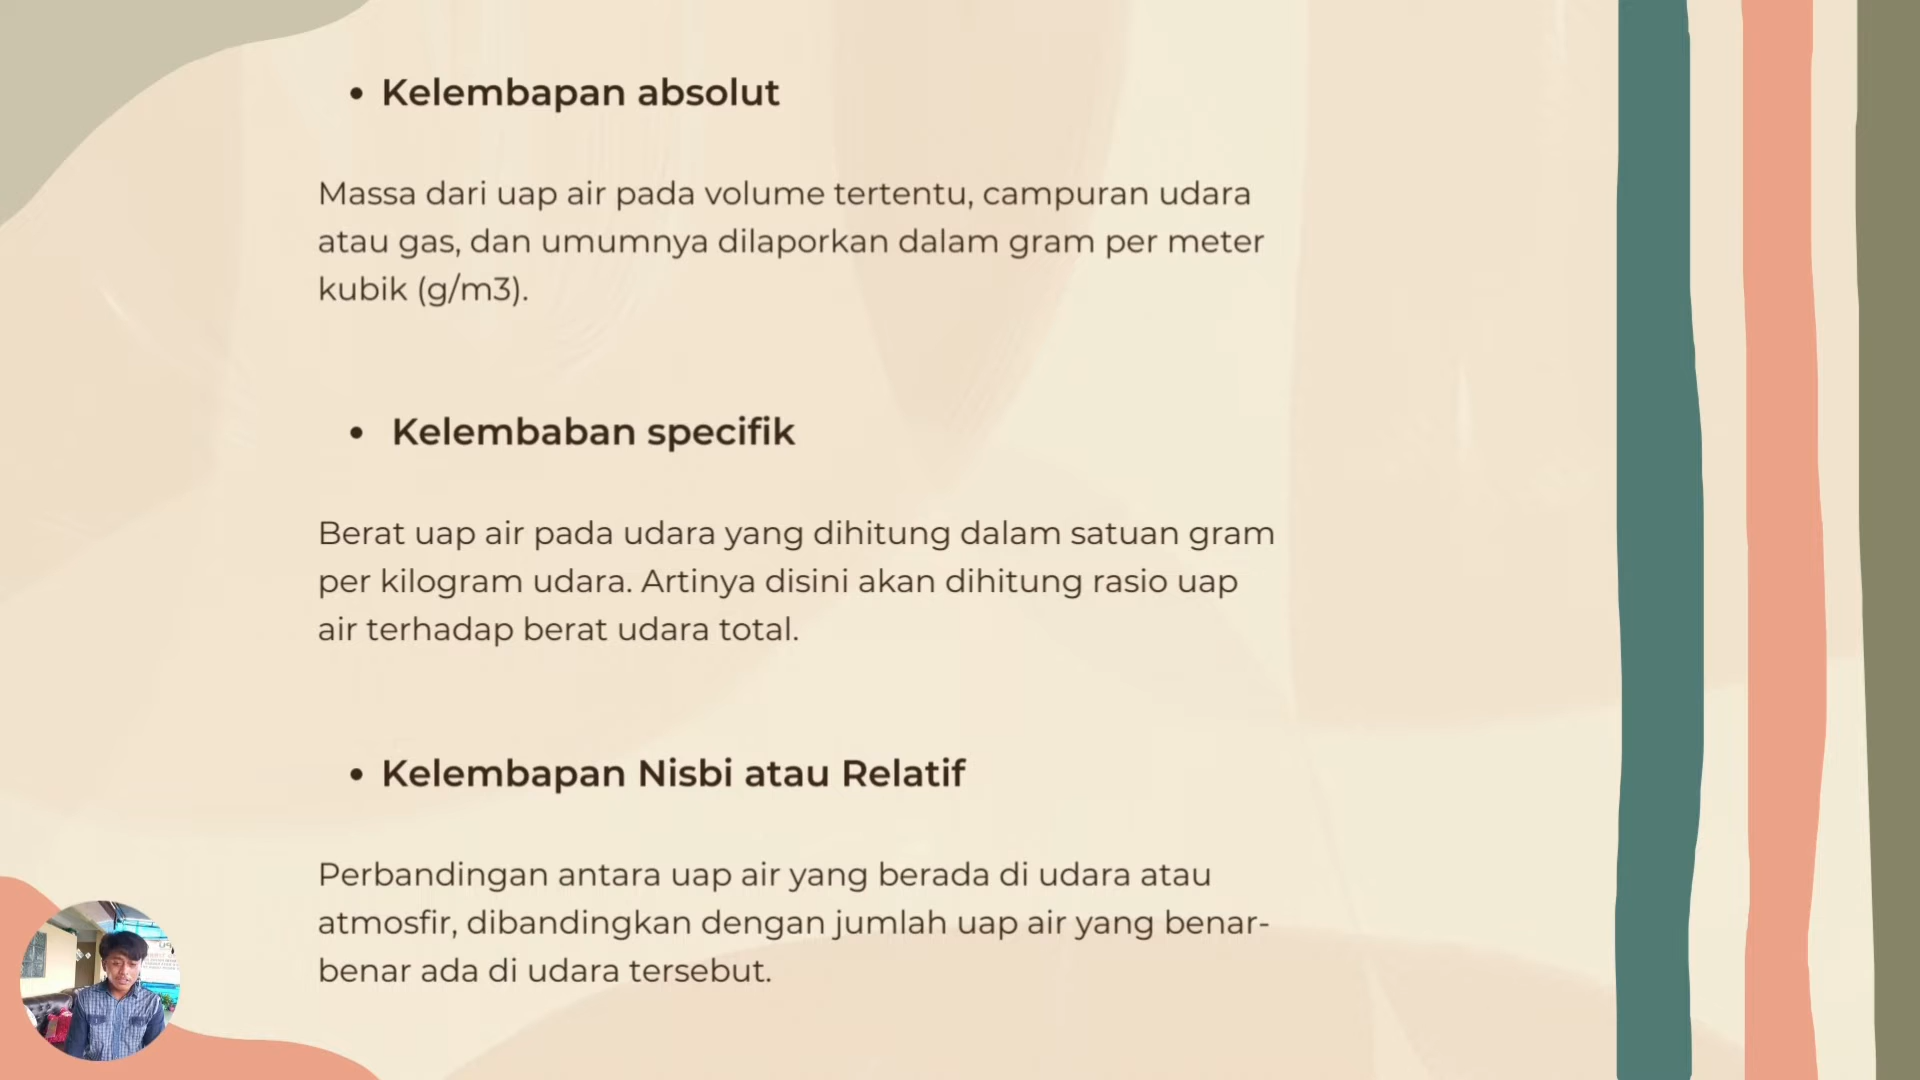 • Kelembapan absolut
Massa dari uap air pada volume tertentu, campuran udara
atau gas, dan umumnya dilaporkan dalam gram per meter
kubik (g/m3).
• Kelembaban specifik
Berat uap air pada udara yang dihitung dalam satuan gram
per kilogram udara. Artinya disini akan dihitung rasio uap
air terhadap berat udara total.
• Kelembapan Nisbi atau Relatif
Perbandingan antara uap air yang berada di udara atau
atmosfir, dibandingkan dengan jumlah uap air yang benar-
benar ada di udara tersebut.